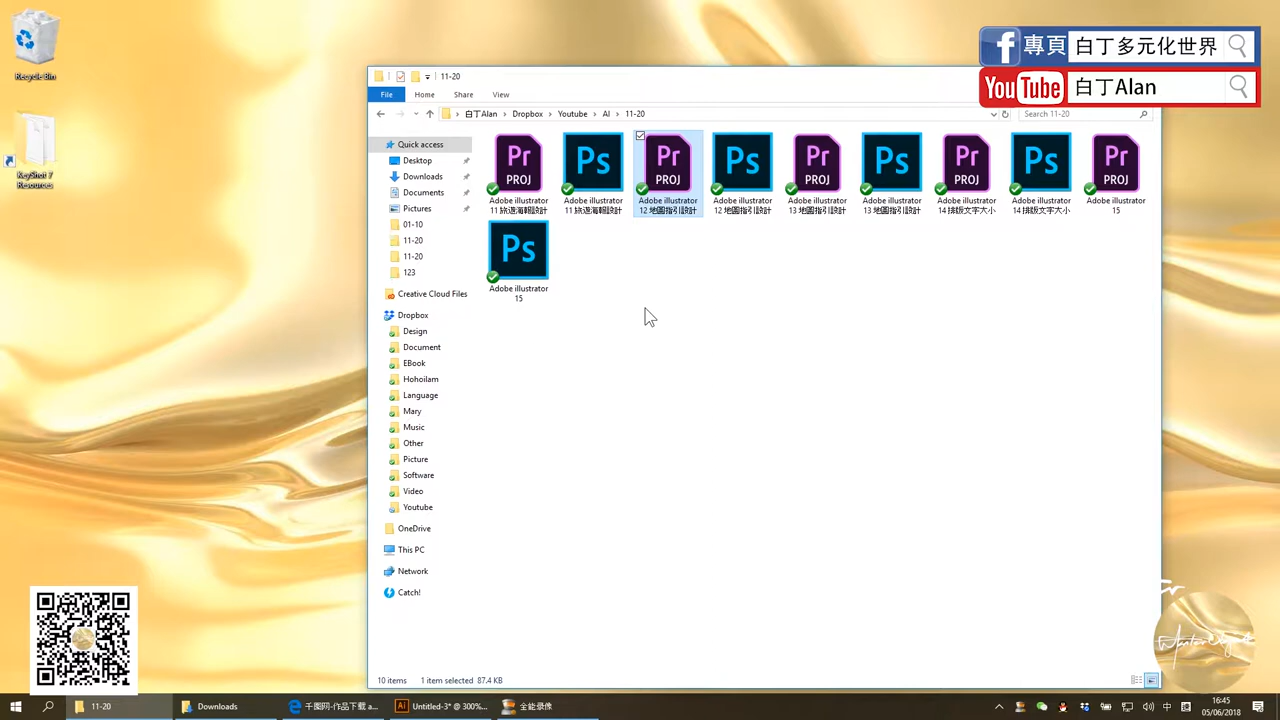 Recycle Bin
KeyShot 7
Resources
11-20
File
Home
Share
View
白丁Alan
Dropbox
Youtube
AI
11-20
Search 11-20
f 專頁 白丁多元化世界
YouTube 白丁Alan
Quick access
Desktop
Downloads
Documents
Pictures
01-10
11-20
11-20
123
Creative Cloud Files
Dropbox
Design
Document
EBook
Hohoilam
Language
Mary
Music
Other
Picture
Software
Video
Youtube
OneDrive
This PC
Network
Catch!
Pr
PROJ
Adobe illustrator
11 旅遊海報設計
Ps
Adobe illustrator
11 旅遊海報設計
Pr
PROJ
Adobe illustrator
12 地圖指引設計
Ps
Adobe illustrator
12 地圖指引設計
Pr
PROJ
Adobe illustrator
13 地圖指引設計
Ps
Adobe illustrator
13 地圖指引設計
Pr
PROJ
Adobe illustrator
14 排版文字大小
Ps
Adobe illustrator
14 排版文字大小
Pr
PROJ
Adobe illustrator
15
Ps
Adobe illustrator
15
10 items
1 item selected 87.4 KB
11-20
Downloads
千图网-作品下载 a...
Ai Untitled-3* @ 300%...
全能录像
中
16:45
05/06/2018